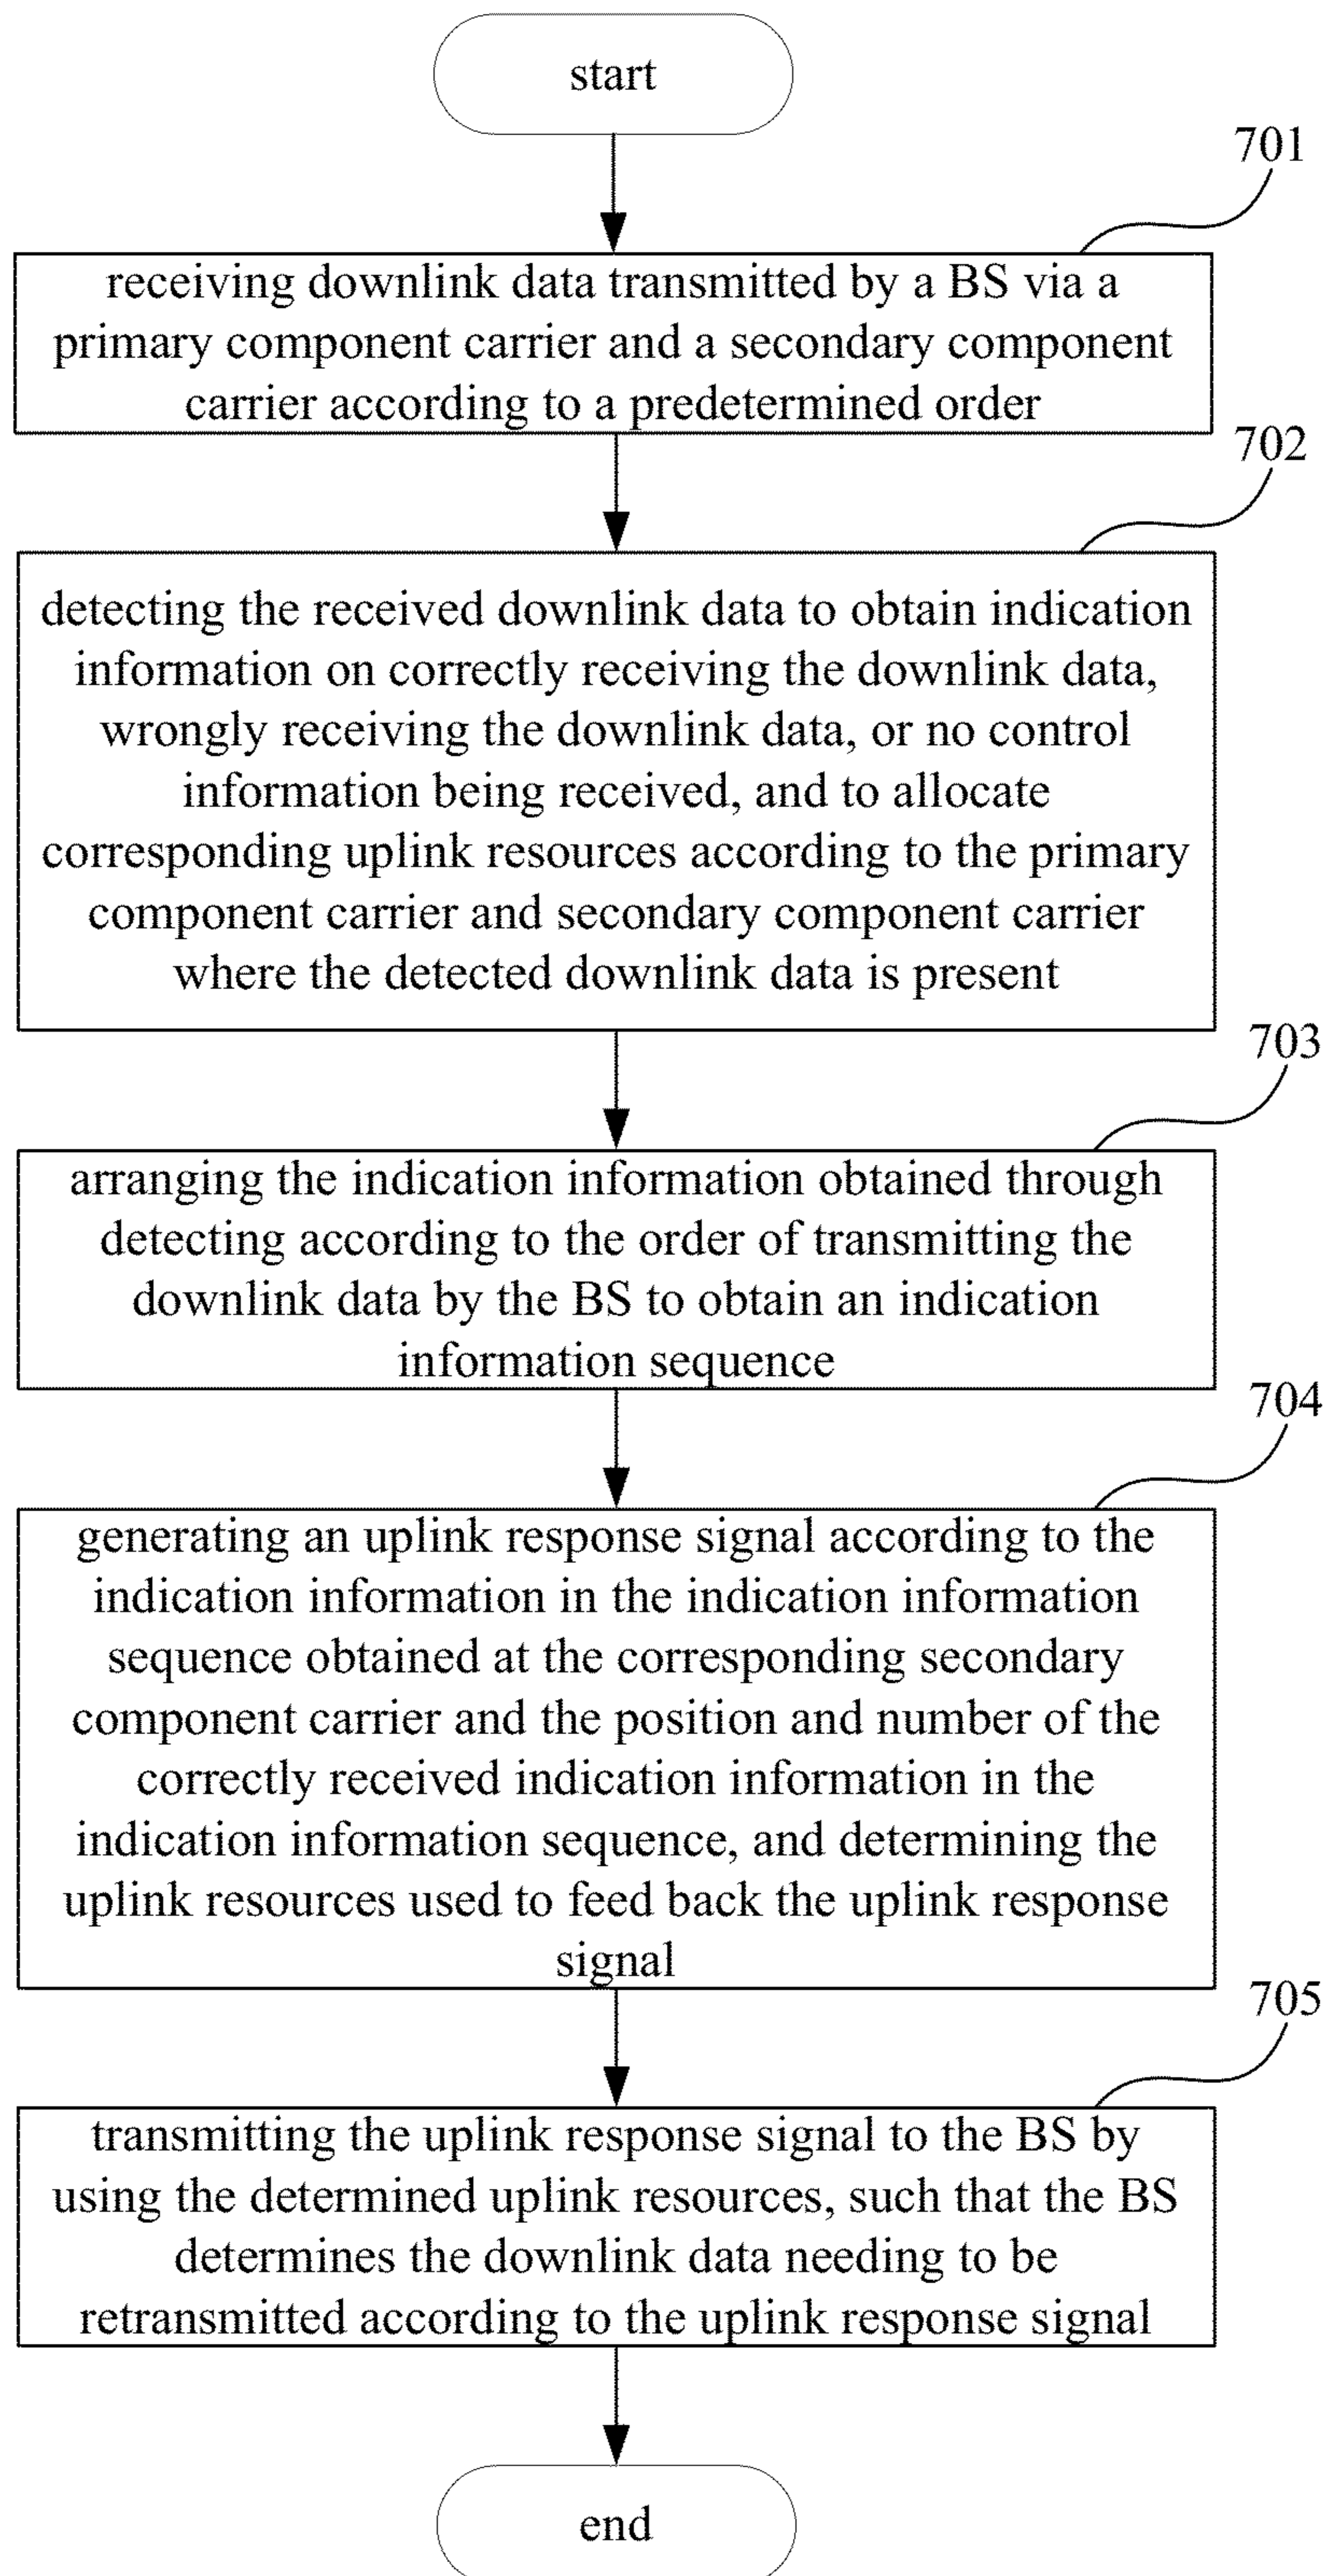 start
701
receiving downlink data transmitted by a BS via a
primary component carrier and a secondary component
carrier according to a predetermined order
702
detecting the received downlink data to obtain indication
information on correctly receiving the downlink data,
wrongly receiving the downlink data, or no control
information being received, and to allocate
corresponding uplink resources according to the primary
component carrier and secondary component carrier
where the detected downlink data is present
703
arranging the indication information obtained through
detecting according to the order of transmitting the
downlink data by the BS to obtain an indication
information sequence
704
generating an uplink response signal according to the
indication information in the indication information
sequence obtained at the corresponding secondary
component carrier and the position and number of the
correctly received indication information in the
indication information sequence, and determining the
uplink resources used to feed back the uplink response
signal
705
transmitting the uplink response signal to the BS by
using the determined uplink resources, such that the BS
determines the downlink data needing to be
retransmitted according to the uplink response signal
end